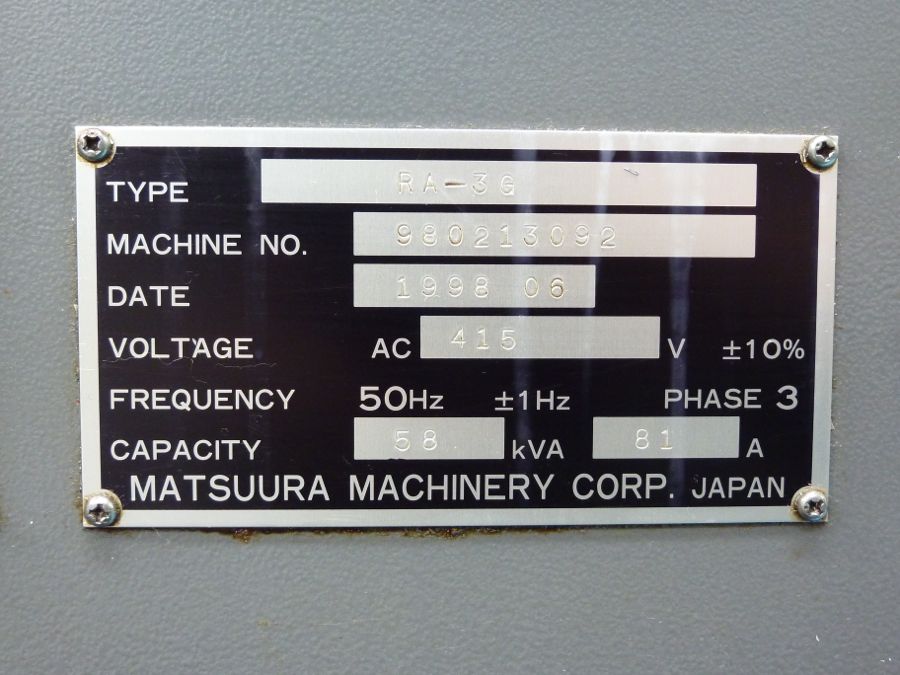 TYPE RA-3G
MACHINE NO. 980213092
DATE 1998 06
VOLTAGE AC 415 V ±10%
FREQUENCY 50Hz ±1Hz PHASE 3
CAPACITY 58 kVA 81 A
MATSUURA MACHINERY CORP. JAPAN